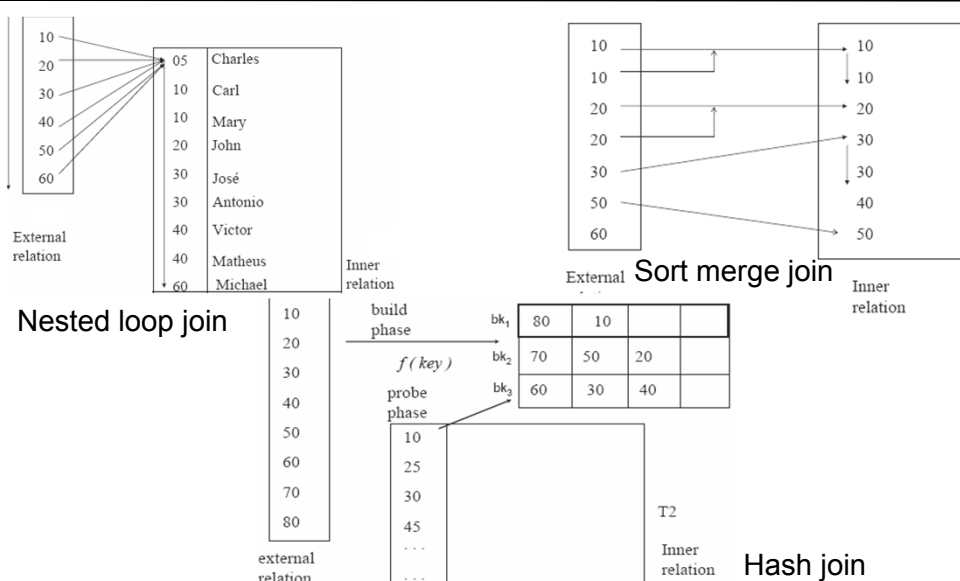 10
20
30
40
50
60
External
relation
05 Charles
10 Carl
10 Mary
20 John
30 José
30 Antonio
40 Victor
40 Matheus
60 Michael
Inner
relation
Nested loop join
10
10
20
20
30
50
60
External
10
10
20
30
30
40
50
Inner
relation
Sort merge join
10
20
30
40
50
60
70
80
external
relation
build
phase
f ( key )
probe
phase
bk1 80 10
bk2 70 50 20
bk3 60 30 40
10
25
30
45
. . .
. . .
T2
Inner
relation
Hash join